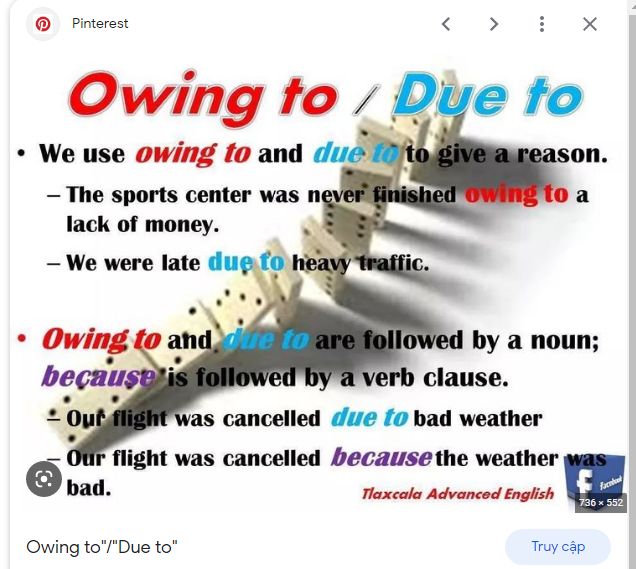 Pinterest
Owing to / Due to
• We use owing to and due to to give a reason.
– The sports center was never finished owing to a
lack of money.
– We were late due to heavy traffic.
• Owing to and due to are followed by a noun;
because is followed by a verb clause.
– Our flight was cancelled due to bad weather
– Our flight was cancelled because the weather was
bad.
Tlaxcala Advanced English
facebook
736 × 552
Owing to"/"Due to"
Truy cập